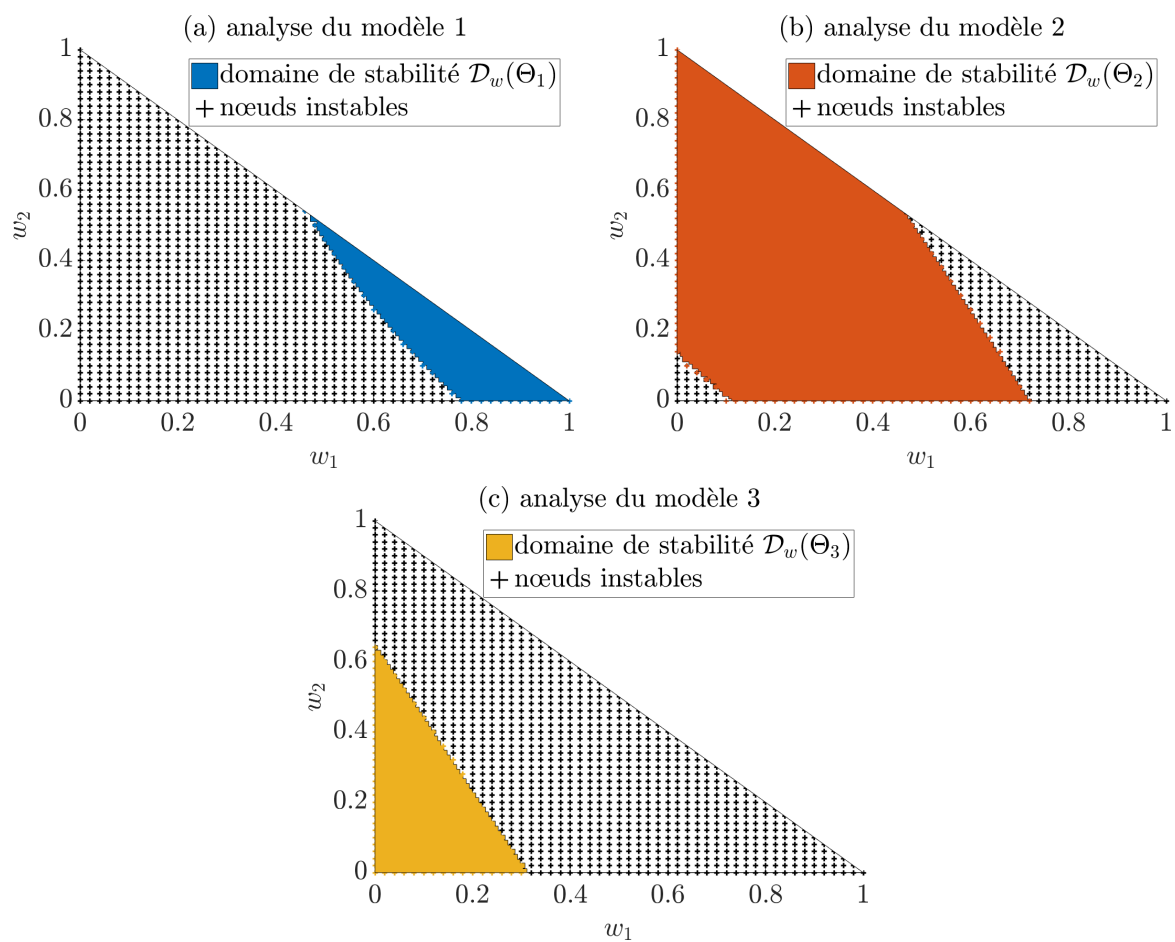 (a) analyse du modèle 1
domaine de stabilité 𝒟_w(Θ_1)
+ nœuds instables
1
0.8
0.6
0.4
0.2
0
w_2
0 0.2 0.4 0.6 0.8 1
w_1
(b) analyse du modèle 2
domaine de stabilité 𝒟_w(Θ_2)
+ nœuds instables
1
0.8
0.6
0.4
0.2
0
w_2
0 0.2 0.4 0.6 0.8 1
w_1
(c) analyse du modèle 3
domaine de stabilité 𝒟_w(Θ_3)
+ nœuds instables
1
0.8
0.6
0.4
0.2
0
w_2
0 0.2 0.4 0.6 0.8 1
w_1